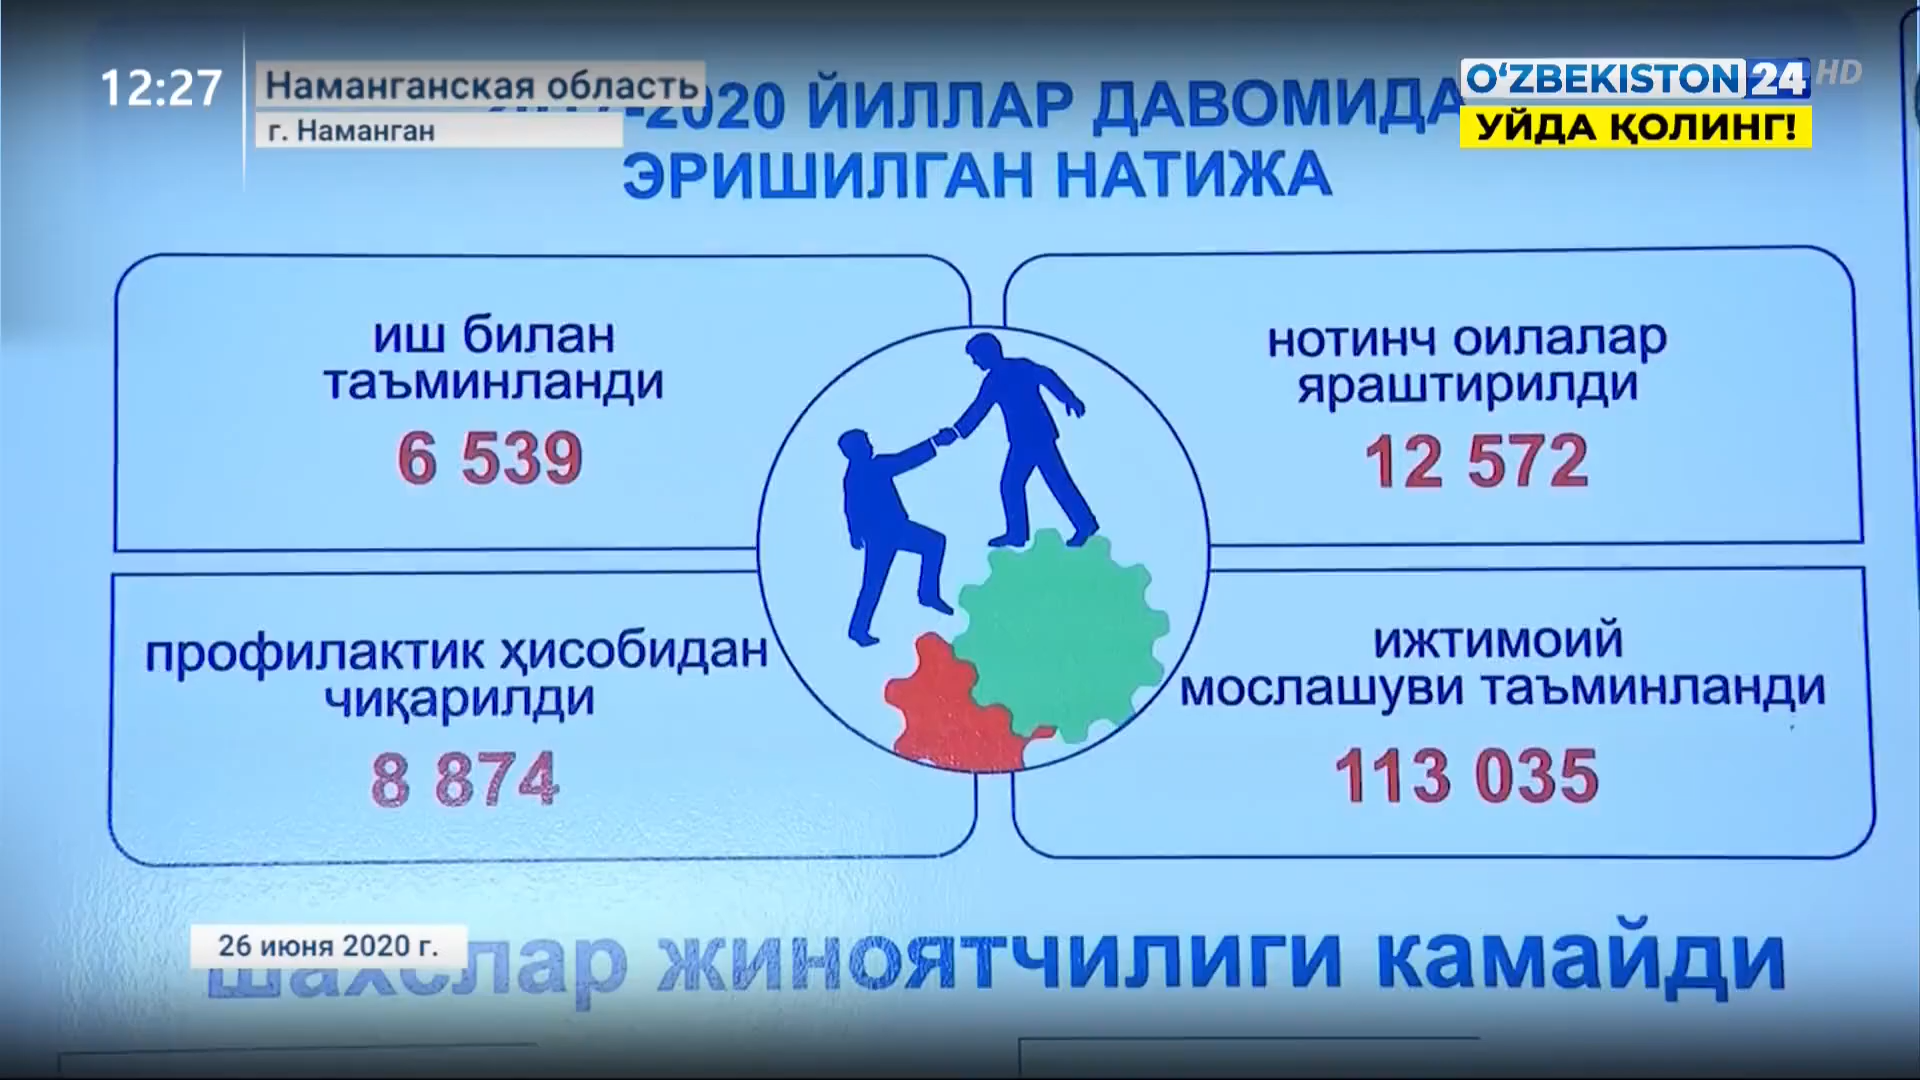 12:27
Наманганская область
г. Наманган
O‘ZBEKISTON 24 HD
УЙДА ҚОЛИНГ!
-2020 ЙИЛЛАР ДАВОМИДА
ЭРИШИЛГАН НАТИЖА
иш билан
таъминланди
6 539
нотинч оилалар
яраштирилди
12 572
профилактик ҳисобидан
чиқарилди
8 874
ижтимоий
мослашуви таъминланди
113 035
26 июня 2020 г.
шахслар жиноятчилиги камайди